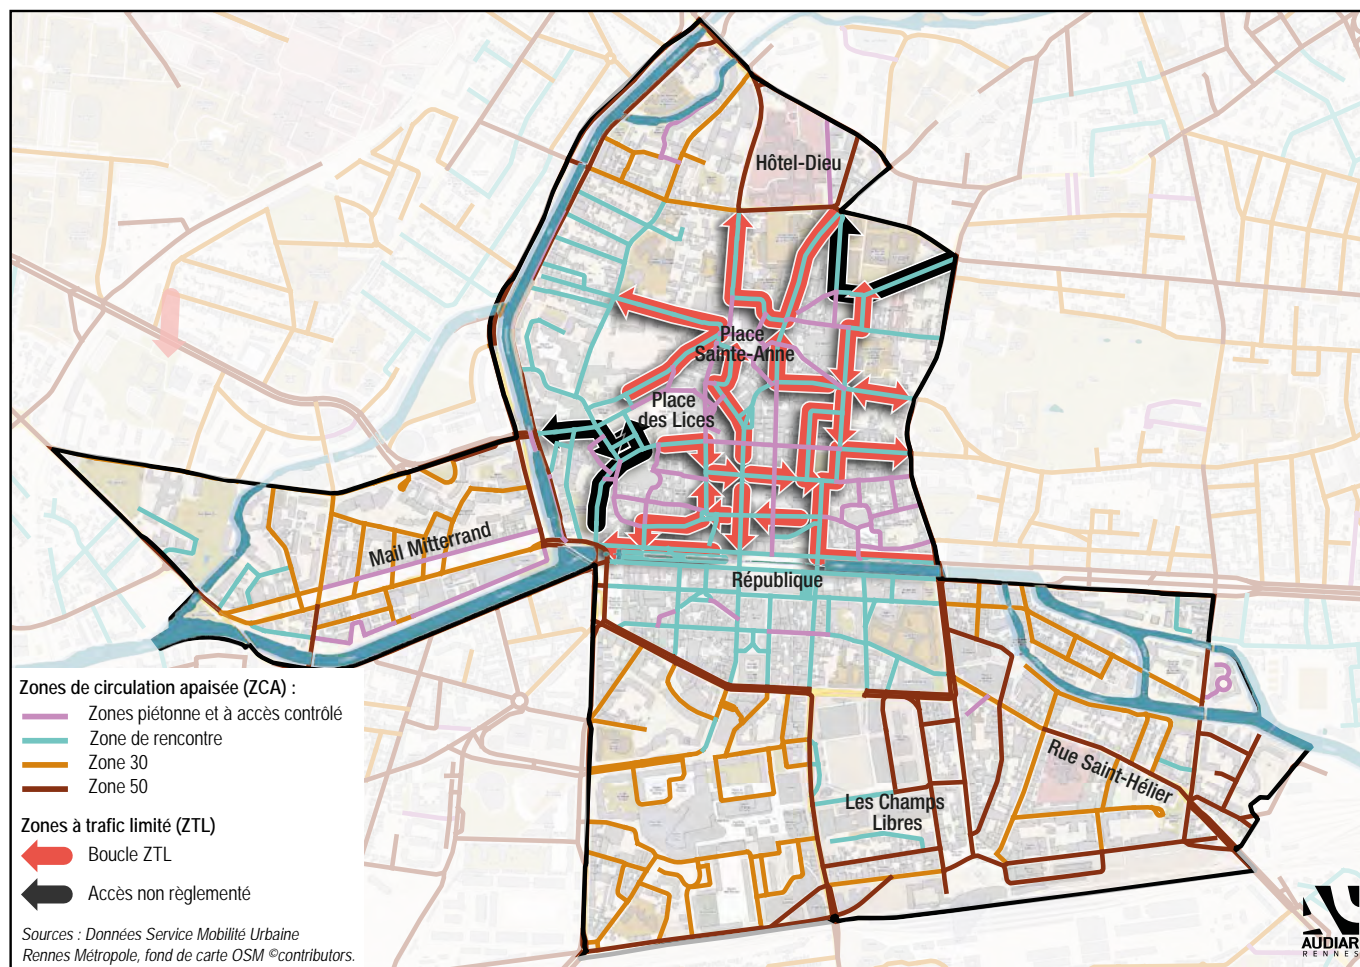 Hôtel-Dieu
Place
Sainte-Anne
Place
des Lices
Mail Mitterrand
République
Rue Saint-Hélier
Les Champs
Libres
Zones de circulation apaisée (ZCA) :
Zones piétonne et à accès contrôlé
Zone de rencontre
Zone 30
Zone 50
Zones à trafic limité (ZTL)
Boucle ZTL
Accès non règlementé
Sources : Données Service Mobilité Urbaine
Rennes Métropole, fond de carte OSM ©contributors.
AUDIAR
RENNES